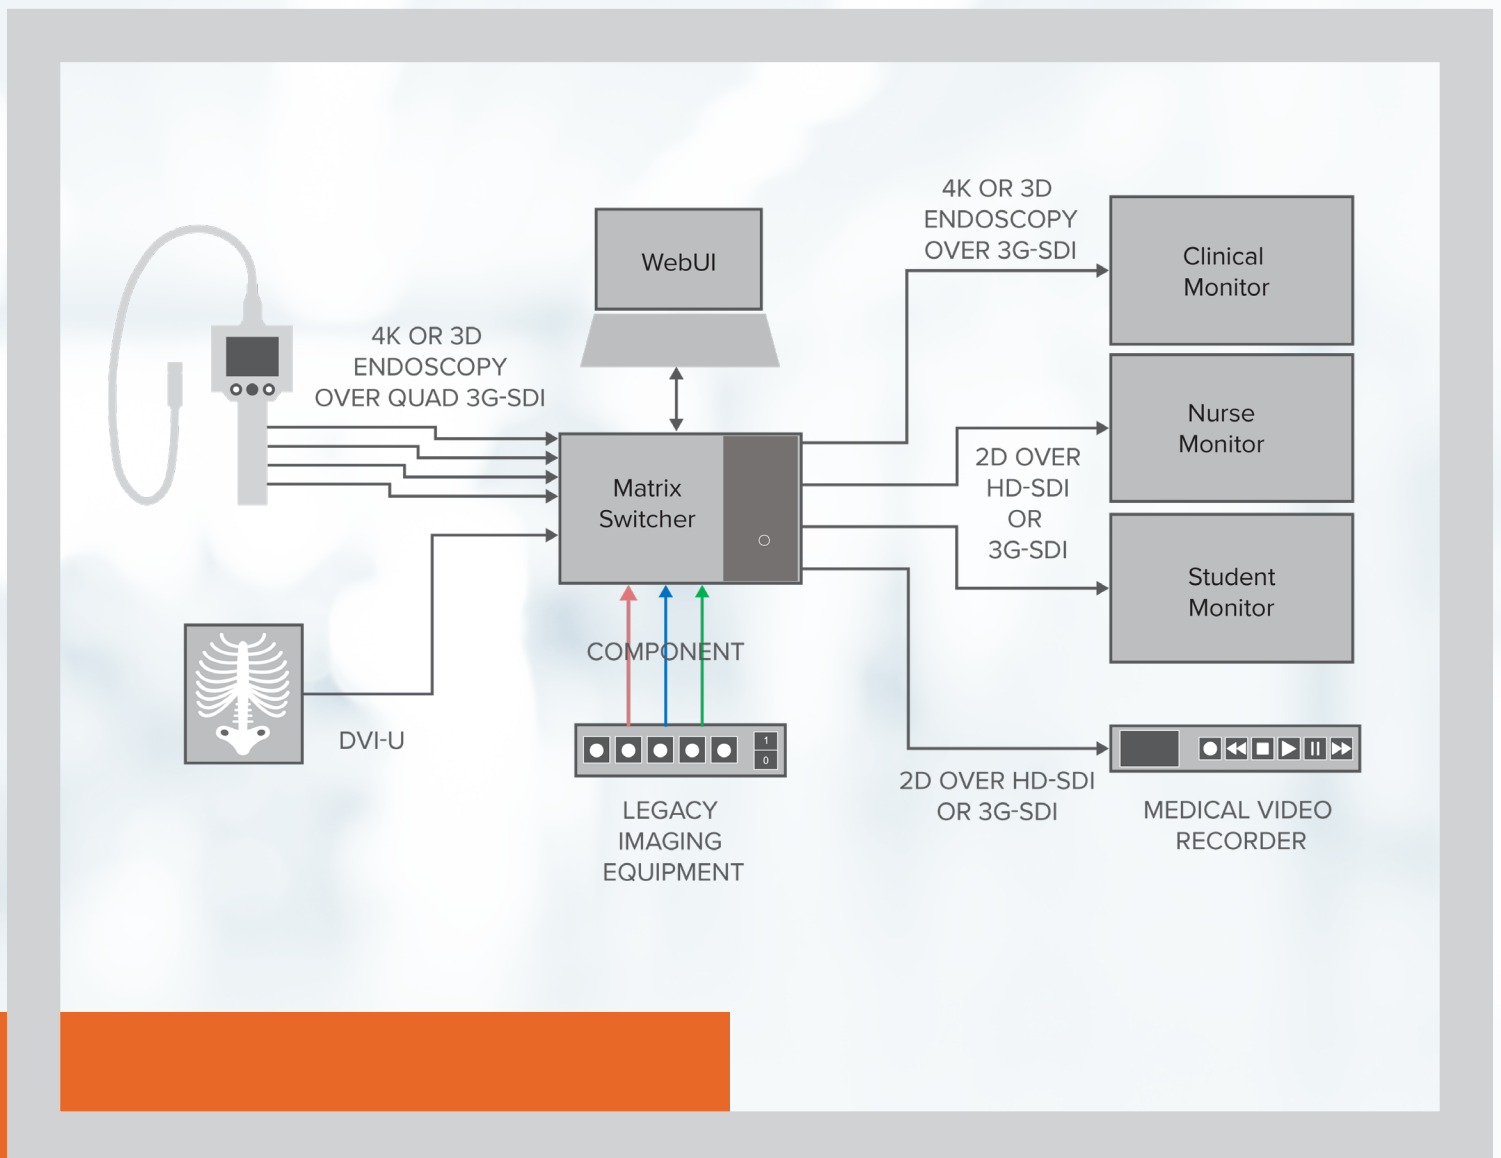 4K OR 3D
ENDOSCOPY
OVER QUAD 3G-SDI
WebUI
4K OR 3D
ENDOSCOPY
OVER 3G-SDI
Clinical
Monitor
Matrix
Switcher
2D OVER
HD-SDI
OR
3G-SDI
Nurse
Monitor
Student
Monitor
DVI-U
COMPONENT
1
0
LEGACY
IMAGING
EQUIPMENT
2D OVER HD-SDI
OR 3G-SDI
MEDICAL VIDEO
RECORDER